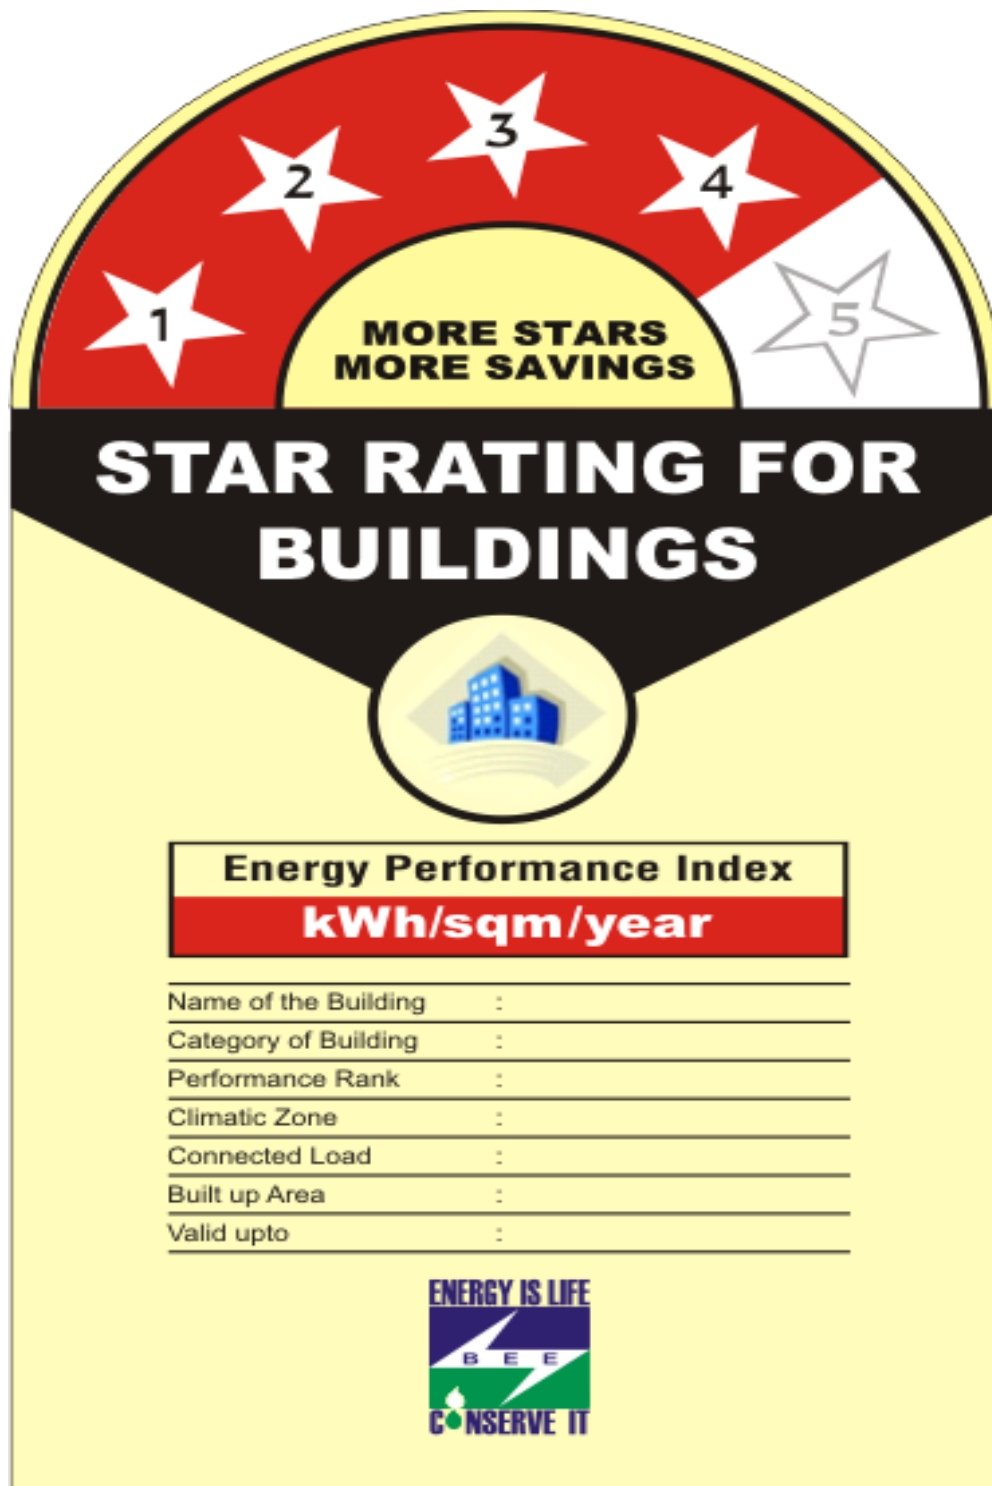 1
2
3
4
5
MORE STARS
MORE SAVINGS
STAR RATING FOR
BUILDINGS
Energy Performance Index
kWh/sqm/year
Name of the Building :
Category of Building :
Performance Rank :
Climatic Zone :
Connected Load :
Built up Area :
Valid upto :
ENERGY IS LIFE
BEE
CONSERVE IT